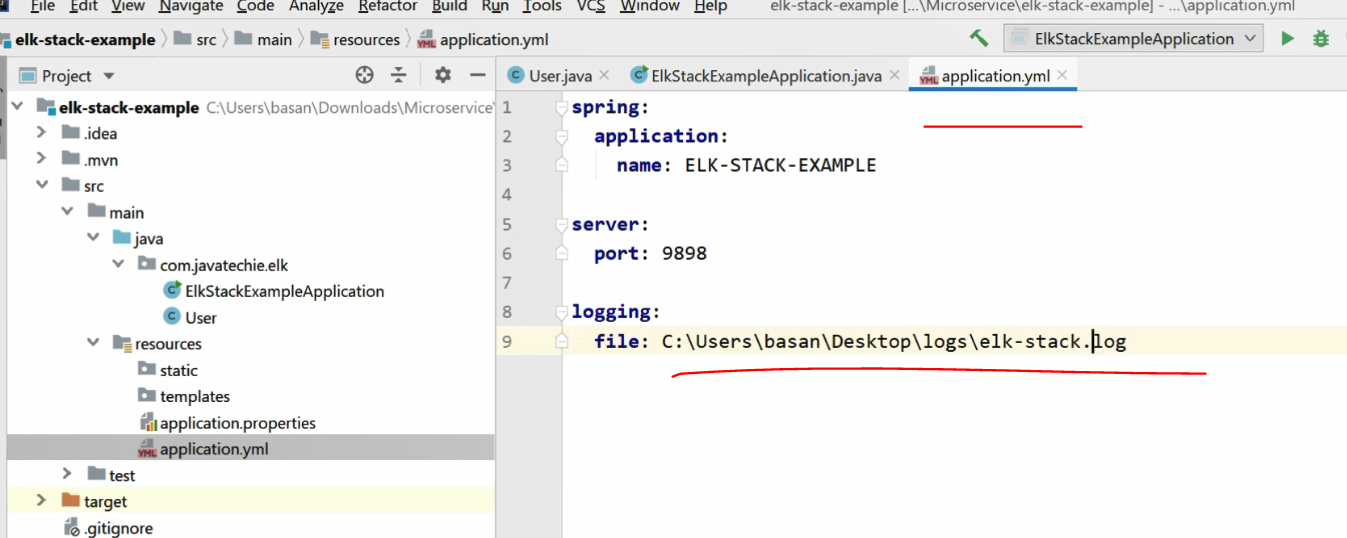 File Edit View Navigate Code Analyze Refactor Build Run Tools VCS Window Help elk-stack-example [...\Microservice\elk-stack-example] - ...\application.yml
elk-stack-example src main resources application.yml ElkStackExampleApplication
Project User.java ElkStackExampleApplication.java application.yml
elk-stack-example C:\Users\basan\Downloads\Microservice\
.idea
.mvn
src
main
java
com.javatechie.elk
ElkStackExampleApplication
User
resources
static
templates
application.properties
application.yml
test
target
.gitignore
1 spring:
2 application:
3 name: ELK-STACK-EXAMPLE
4
5 server:
6 port: 9898
7
8 logging:
9 file: C:\Users\basan\Desktop\logs\elk-stack.log